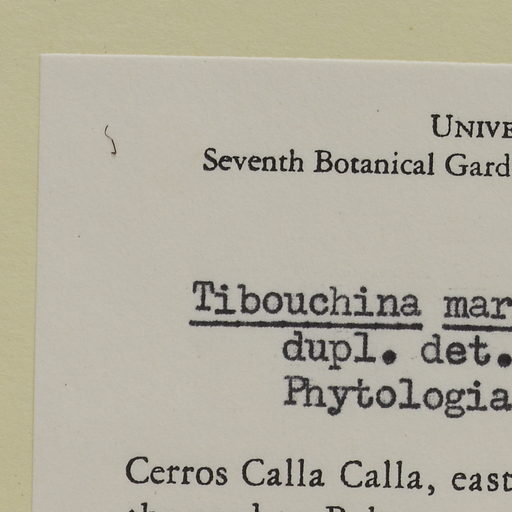 UNIVE
Seventh Botanical Gard
Tibouchina mar
dupl. det.
Phytologia
Cerros Calla Calla, east